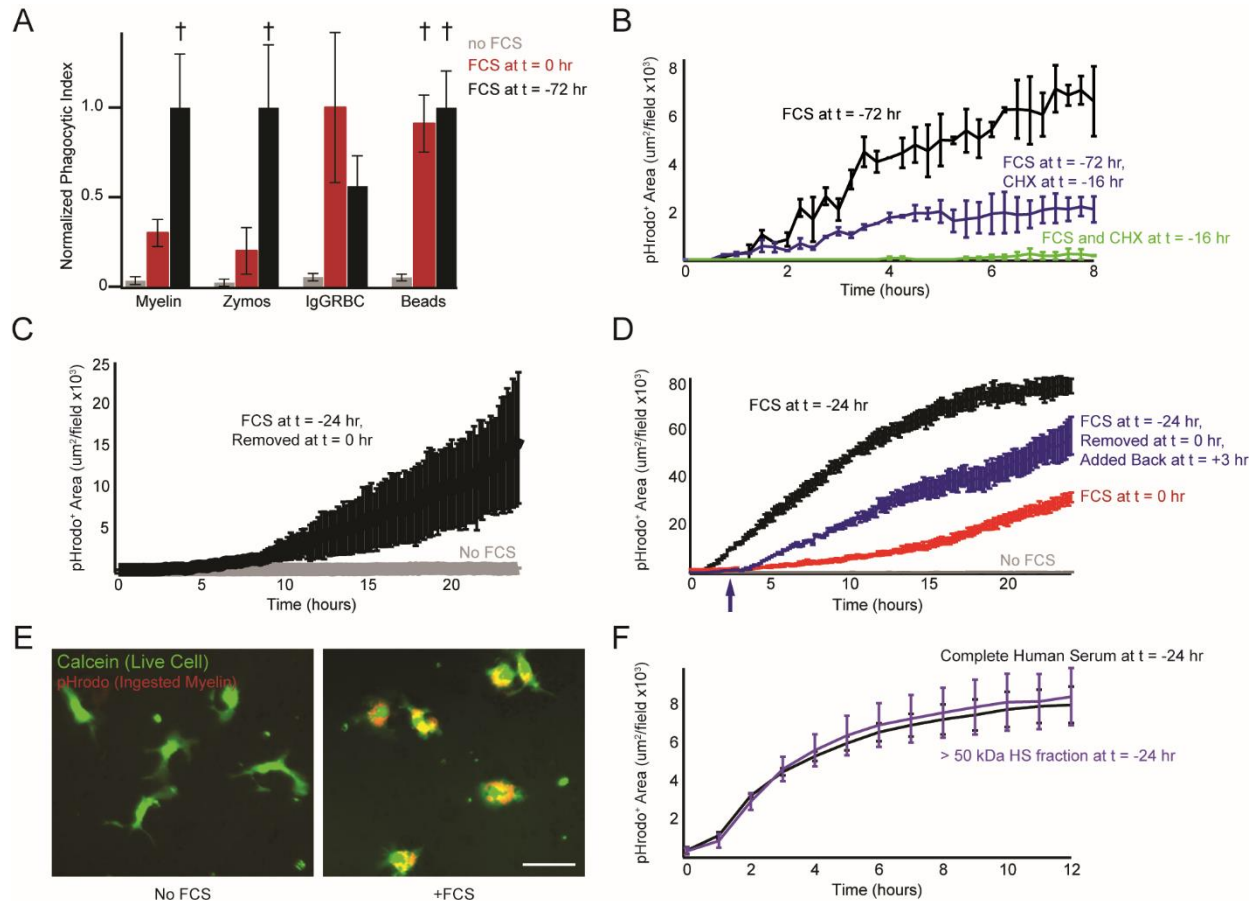 A
† † † †
no FCS
FCS at t = 0 hr
FCS at t = -72 hr
Normalized Phagocytic Index
1.0
0.5
0
Myelin Zymos IgGRBC Beads
B
pHrodo⁺ Area (um²/field x10³)
8
6
4
2
FCS at t = -72 hr
FCS at t = -72 hr,
CHX at t = -16 hr
FCS and CHX at t = -16 hr
0 2 4 6 8
Time (hours)
C
pHrodo⁺ Area (um²/field x10³)
25
20
15
10
5
FCS at t = -24 hr,
Removed at t = 0 hr
No FCS
0 5 10 15 20
Time (hours)
D
pHrodo⁺ Area (um²/field x10³)
80
60
40
20
FCS at t = -24 hr
FCS at t = -24 hr,
Removed at t = 0 hr,
Added Back at t = +3 hr
FCS at t = 0 hr
No FCS
0 5 10 15 20
Time (hours)
E
Calcein (Live Cell)
pHrodo (Ingested Myelin)
No FCS
+FCS
F
pHrodo⁺ Area (um²/field x10³)
8
6
4
2
Complete Human Serum at t = -24 hr
> 50 kDa HS fraction at t = -24 hr
0 2 4 6 8 10 12
Time (hours)